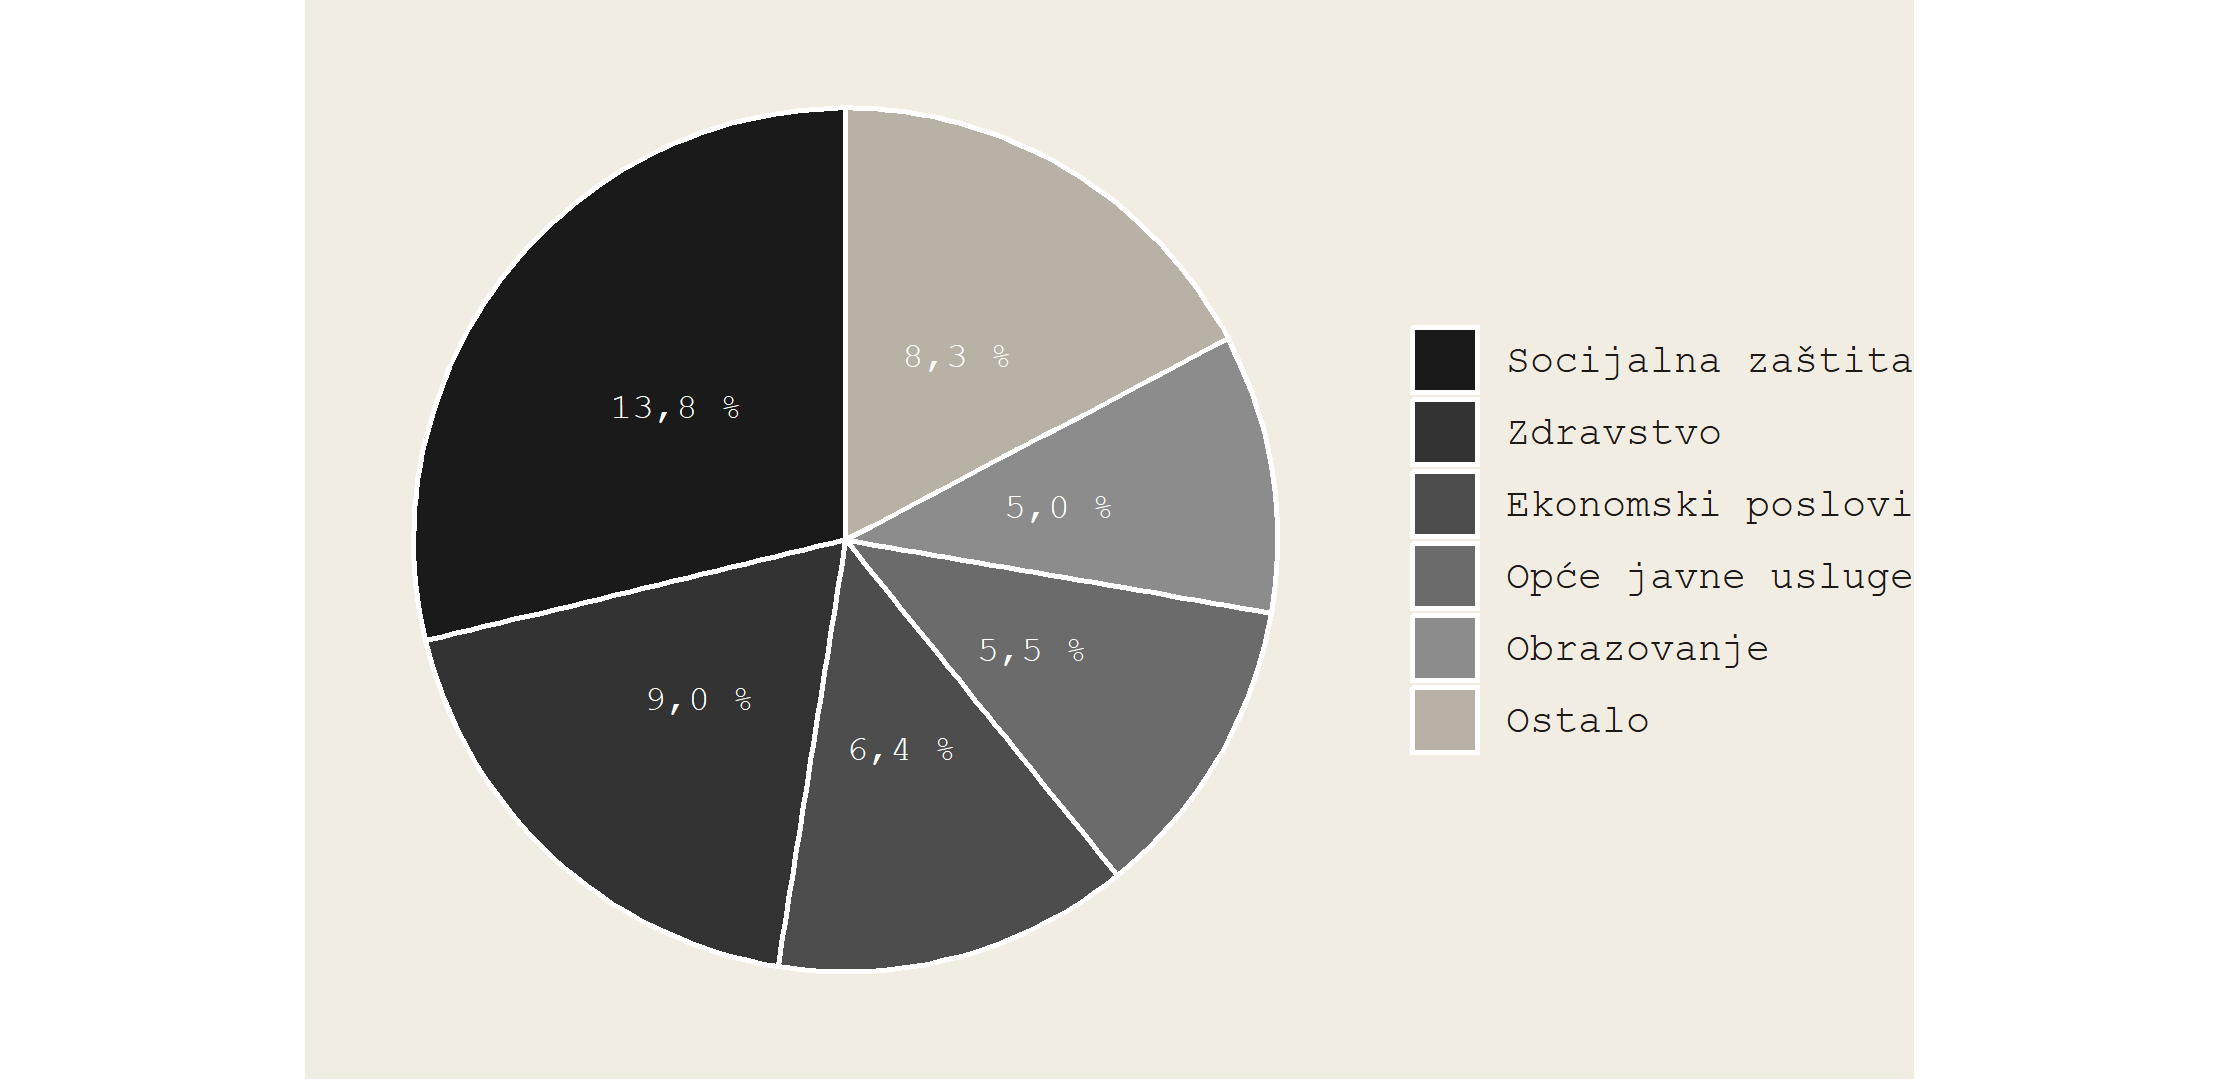 8,3 %
13,8 %
5,0 %
5,5 %
9,0 %
6,4 %
Socijalna zaštita
Zdravstvo
Ekonomski poslovi
Opće javne usluge
Obrazovanje
Ostalo